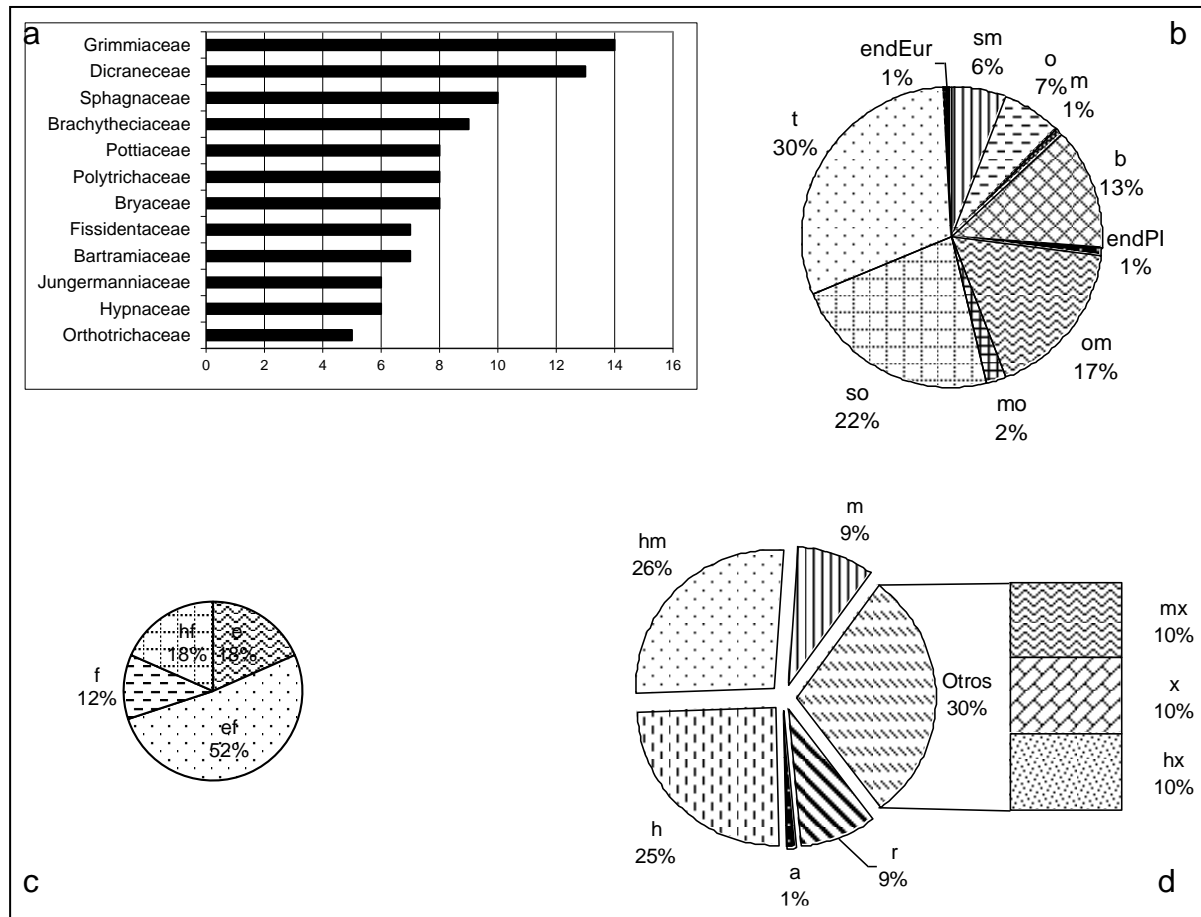 a
Grimmiaceae
Dicraneceae
Sphagnaceae
Brachytheciaceae
Pottiaceae
Polytrichaceae
Bryaceae
Fissidentaceae
Bartramiaceae
Jungermanniaceae
Hypnaceae
Orthotrichaceae
0 2 4 6 8 10 12 14 16
b
endEur
1%
sm
6%
o
7%
m
1%
b
13%
endPI
1%
om
17%
mo
2%
so
22%
t
30%
c
hf
18%
e
18%
f
12%
ef
52%
d
hm
26%
m
9%
Otros
30%
mx
10%
x
10%
hx
10%
r
9%
a
1%
h
25%